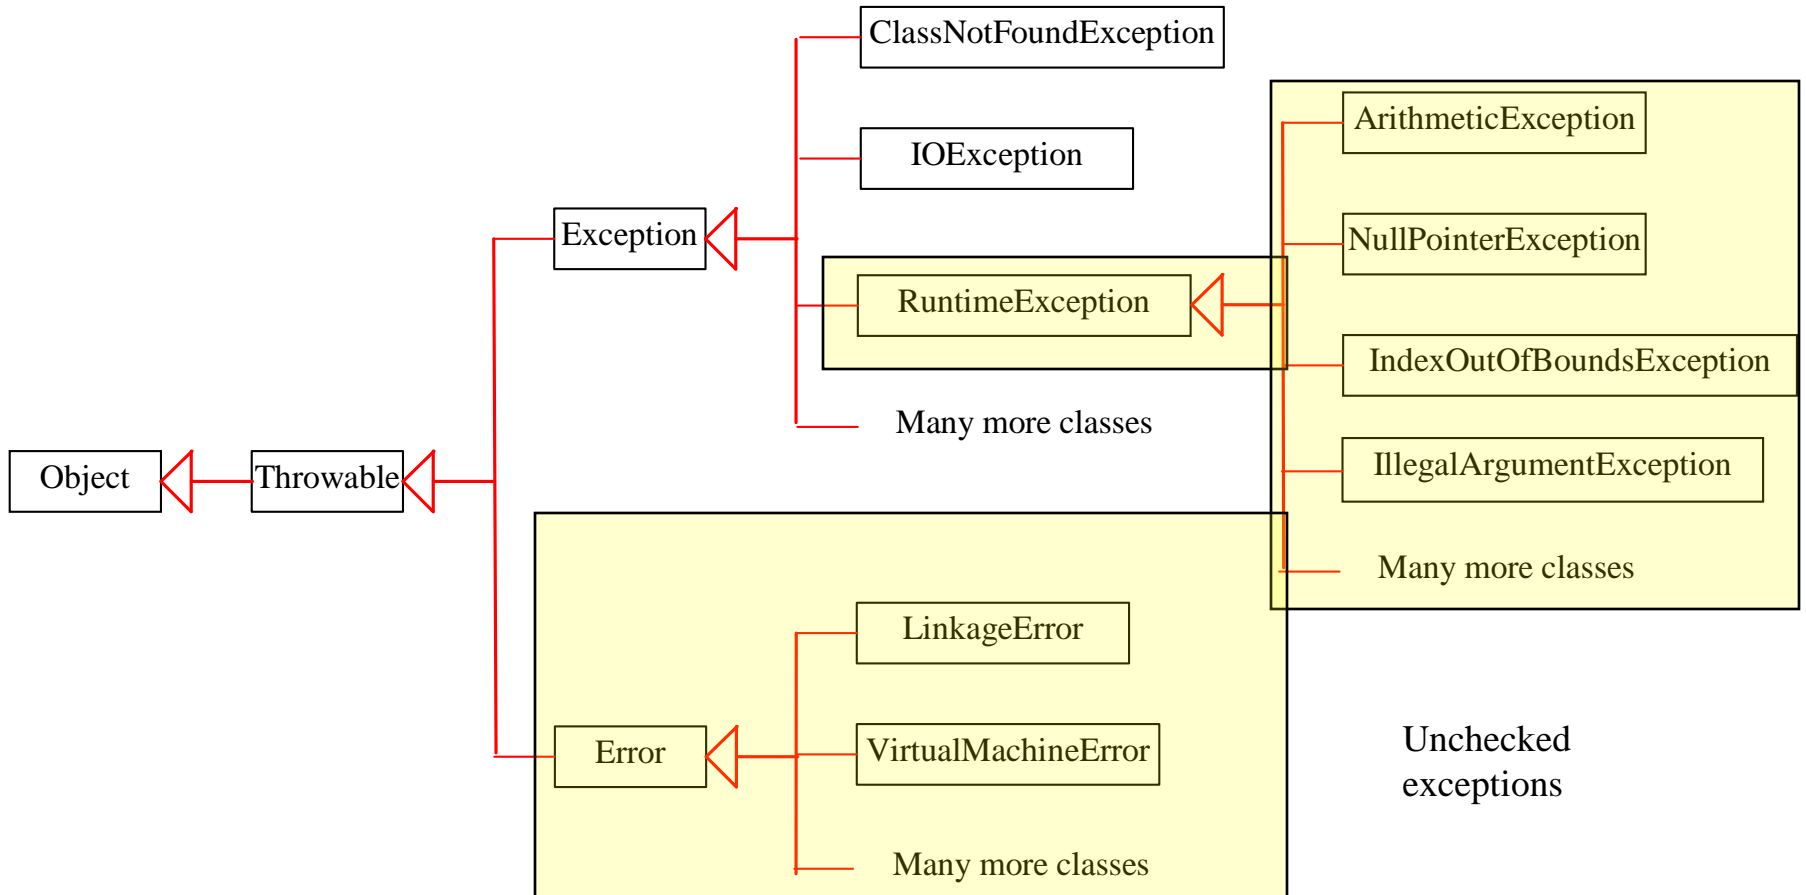 ClassNotFoundException
ArithmeticException
IOException
NullPointerException
Exception
RuntimeException
IndexOutOfBoundsException
Many more classes
IllegalArgumentException
Object
Throwable
Many more classes
LinkageError
Error
VirtualMachineError
Unchecked
exceptions
Many more classes